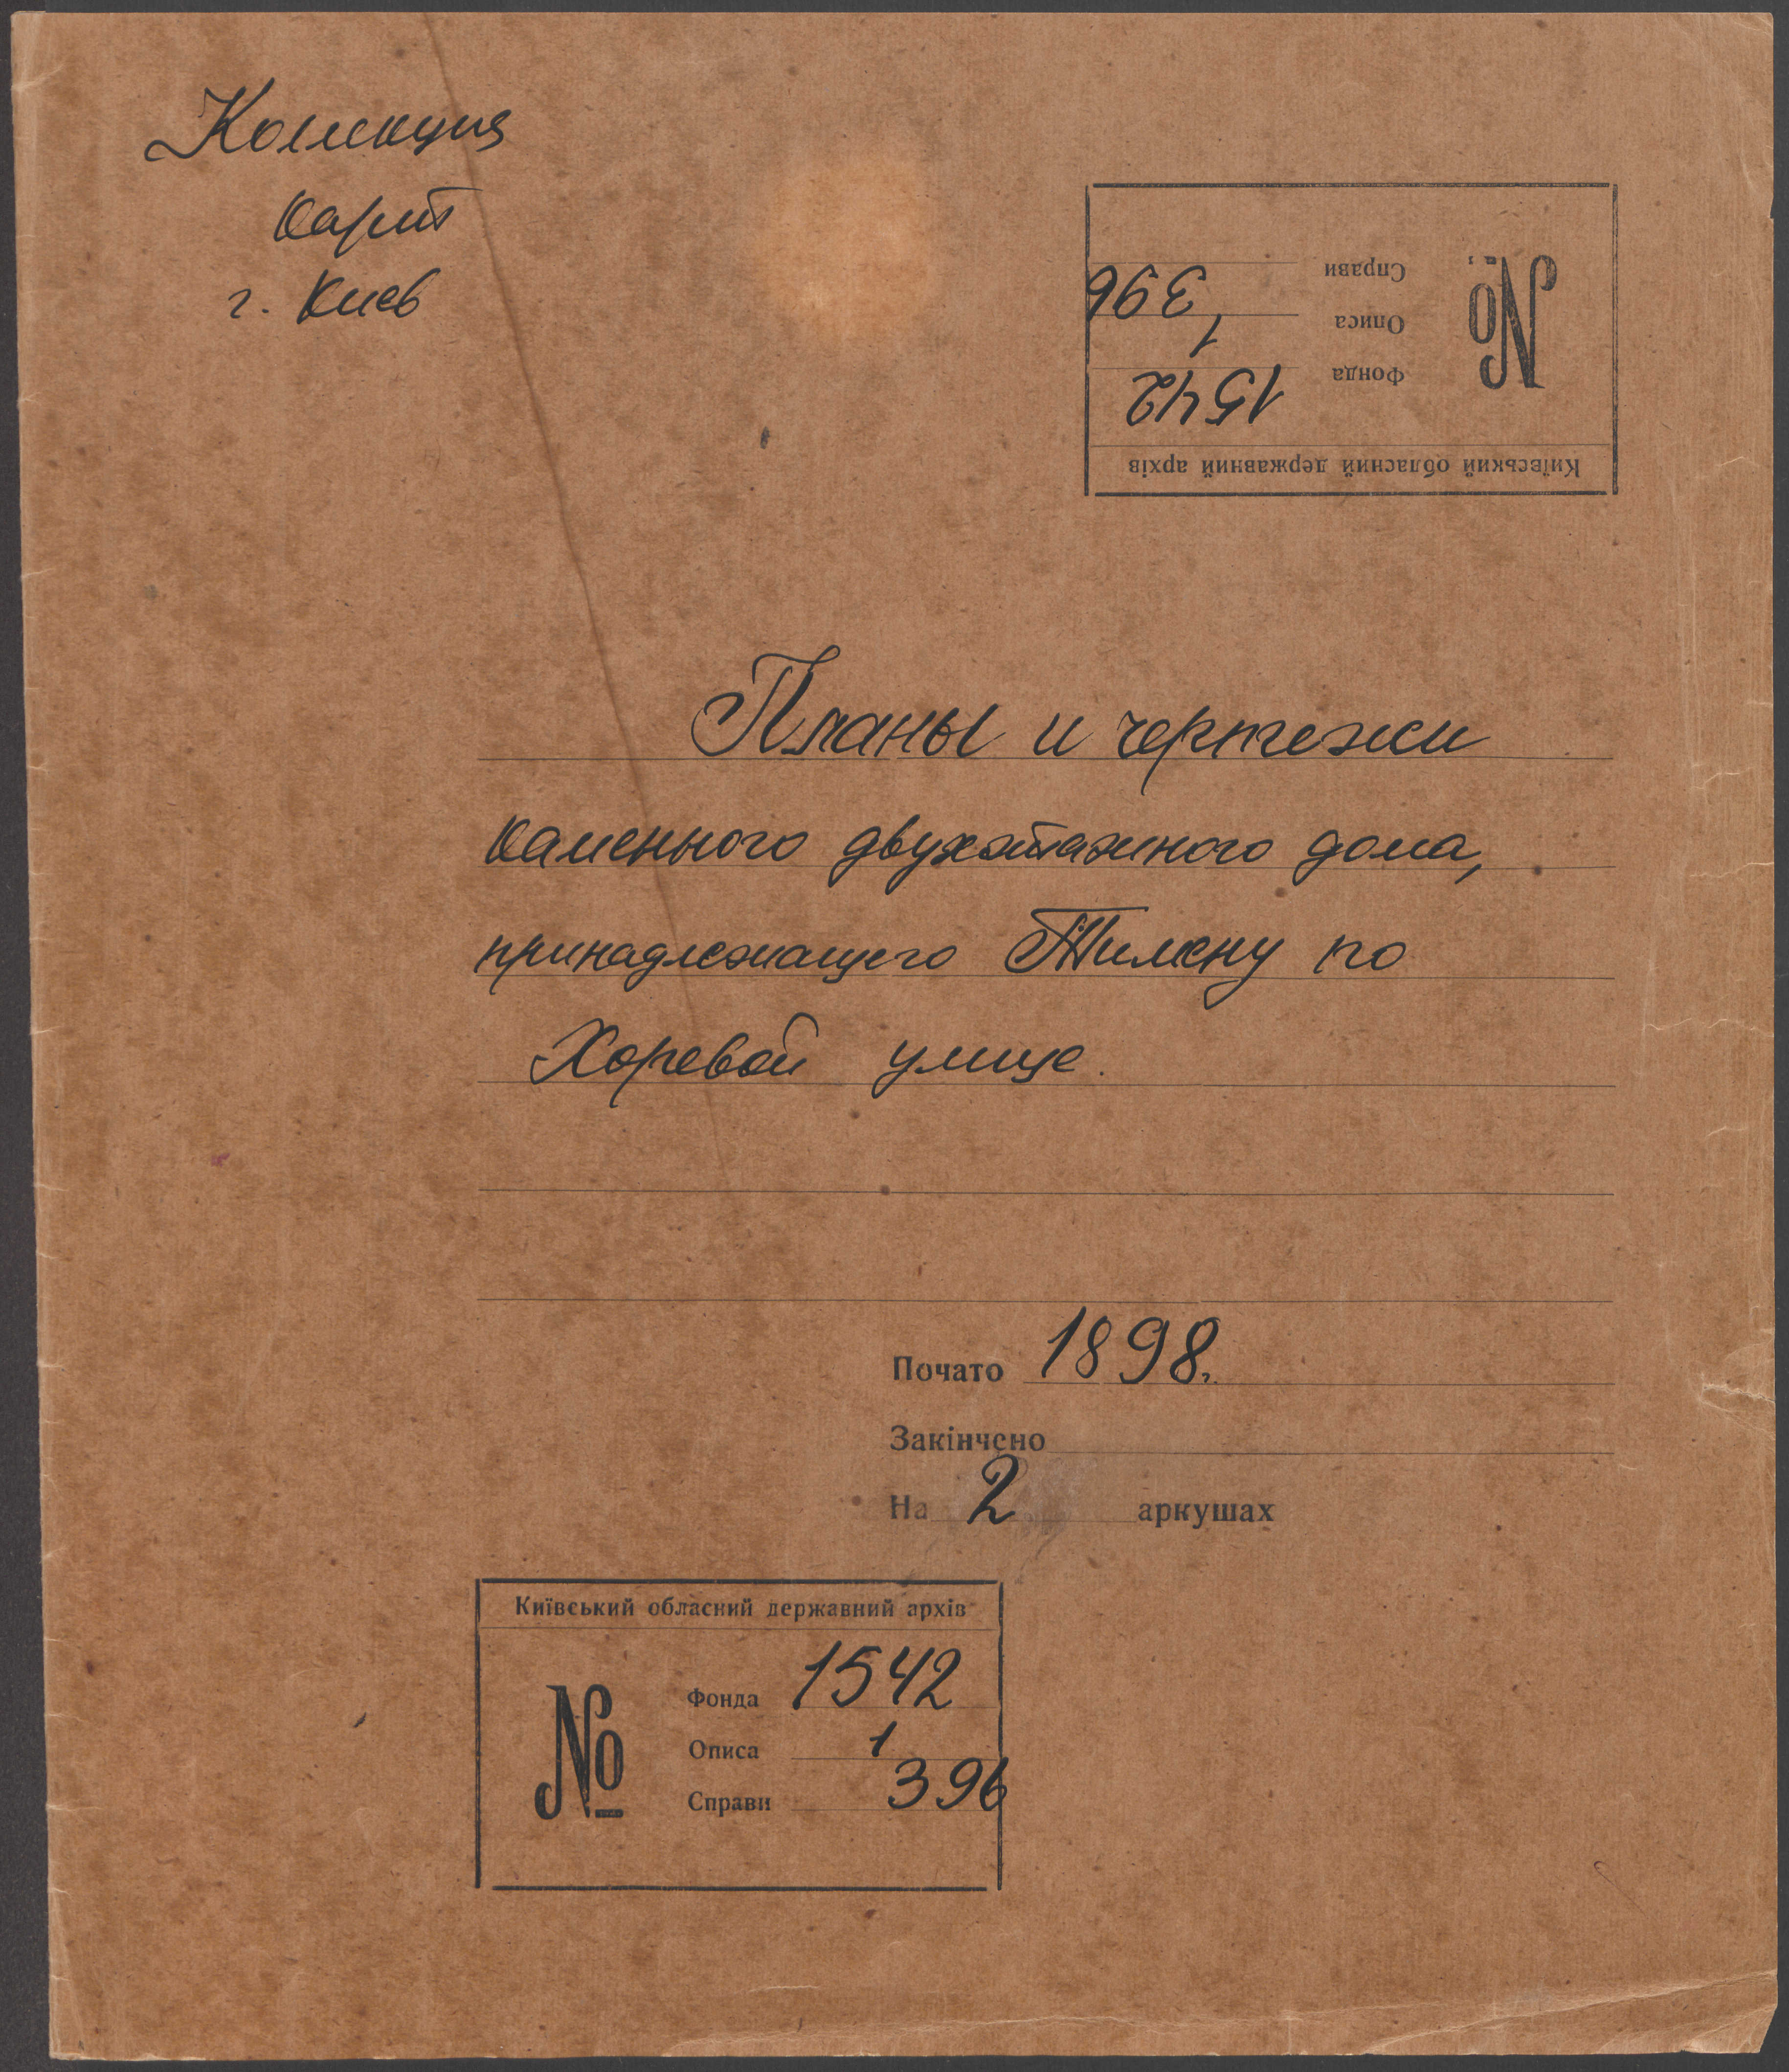 Коллекция
карт
г. Киев
Київський обласний державний архів
№
Фонда 1542
Описа 1
Справи 396
Планы и чертежи
каменного двухэтажного дома,
принадлежащего Тилену по
Хоревой улице.
Почато 1898 г.
Закінчено
На 2 аркушах
Київський обласний державний архів
№
Фонда 1542
Описа 1
Справи 396